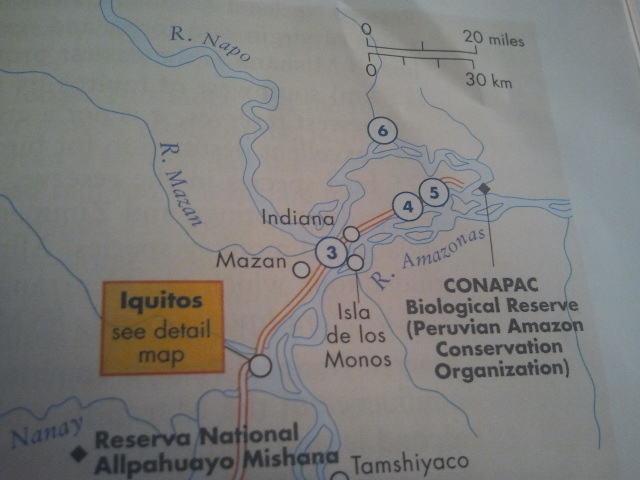 R. Napo
0
20 miles
0
30 km
6
R. Mazan
5
4
Indiana
3
Mazan
R. Amazonas
Iquitos
see detail
map
Isla
de los
Monos
CONAPAC
Biological Reserve
(Peruvian Amazon
Conservation
Organization)
Nanay
Reserva National
Allpahuayo Mishana
Tamshiyaco